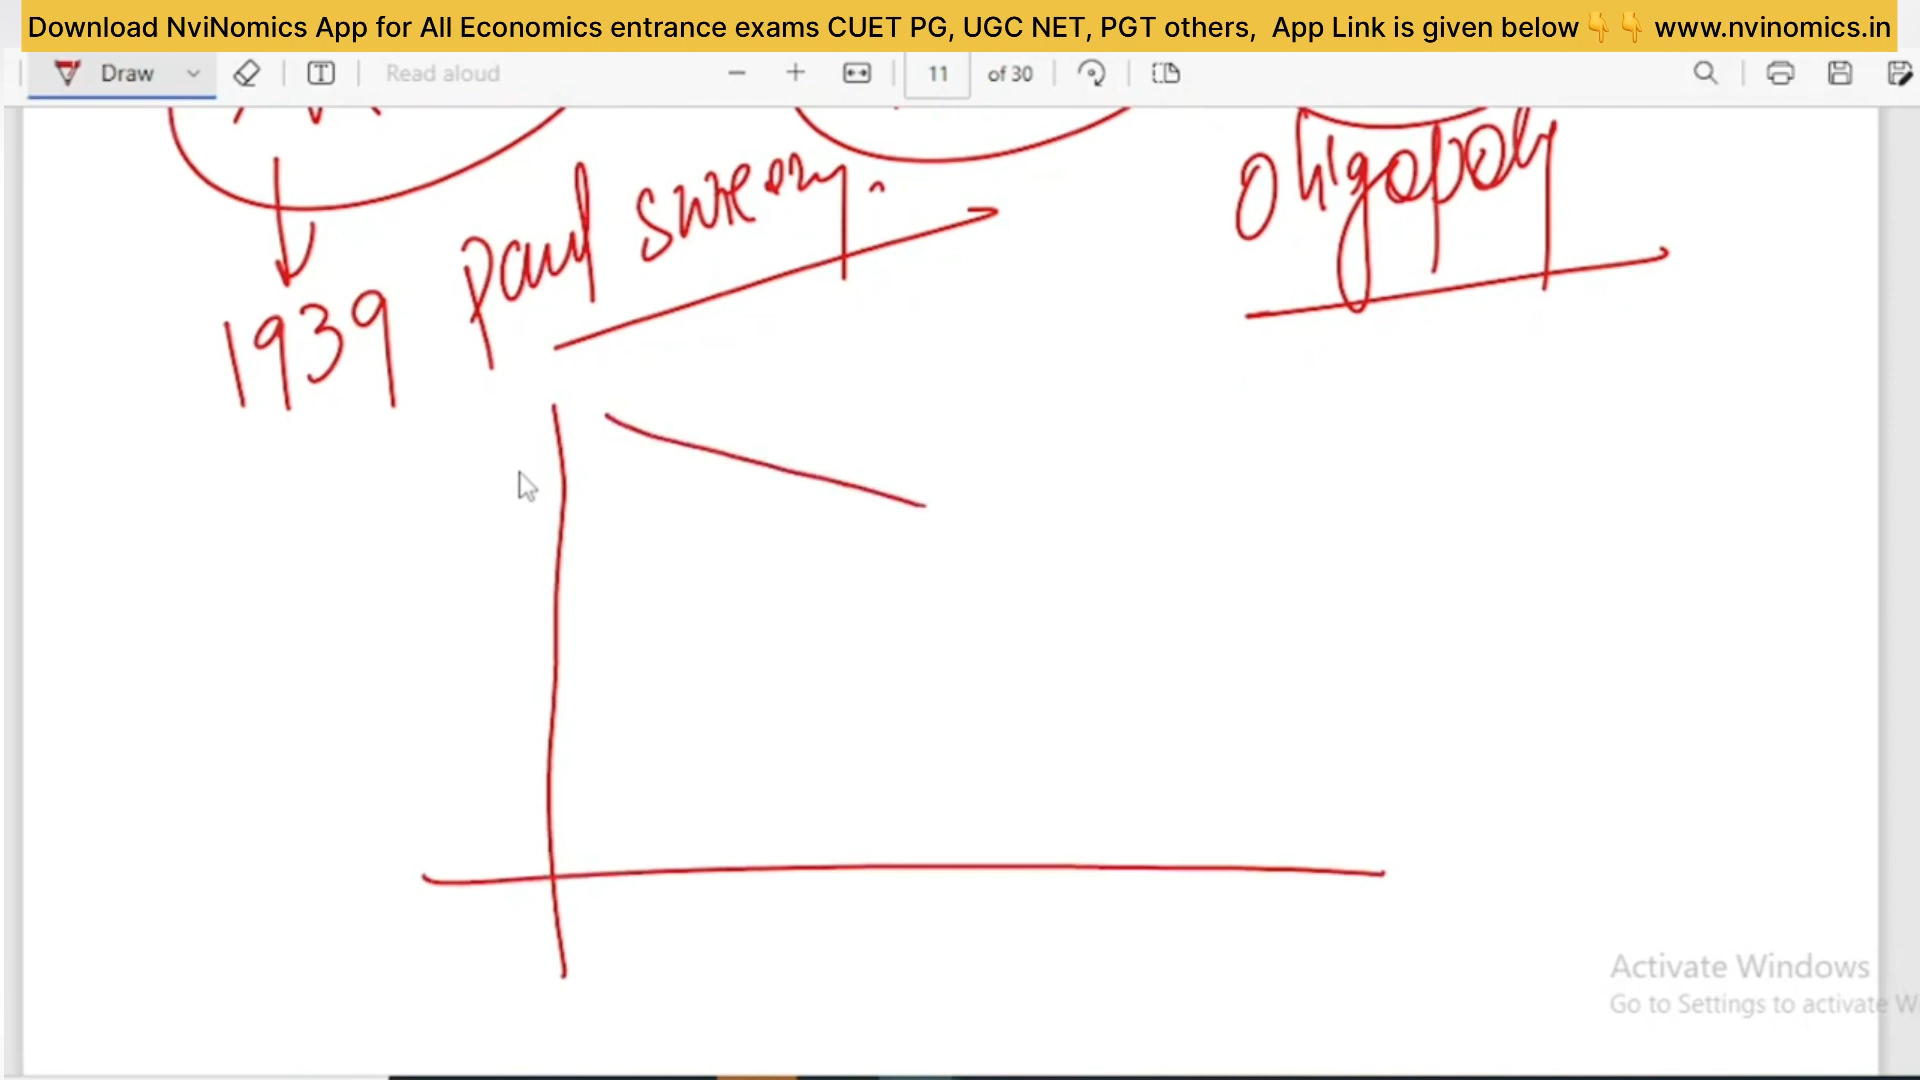 Download NviNomics App for All Economics entrance exams CUET PG, UGC NET, PGT others, App Link is given below👇👇 www.nvinomics.in
Draw Read aloud 11 of 30
Oligopoly
1939 Paul Sweezy.
Activate Windows
Go to Settings to activate W